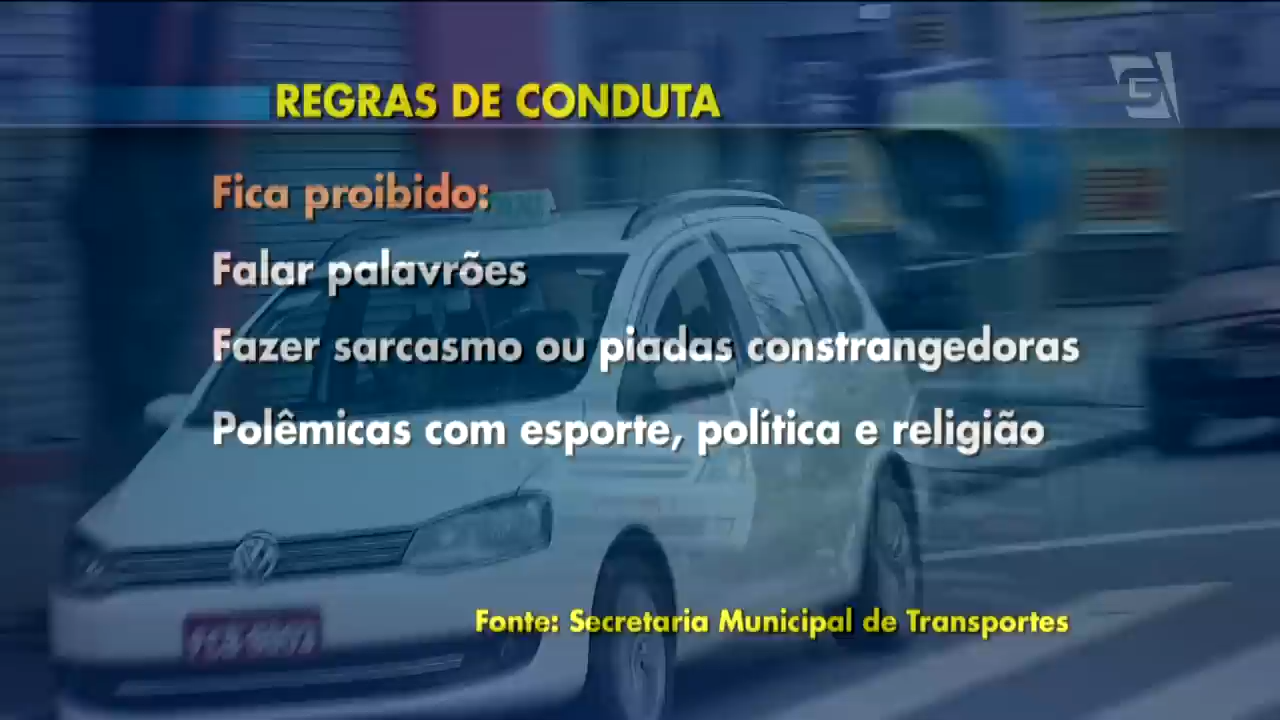 REGRAS DE CONDUTA
Fica proibido:
Falar palavrões
Fazer sarcasmo ou piadas constrangedoras
Polêmicas com esporte, política e religião
Fonte: Secretaria Municipal de Transportes